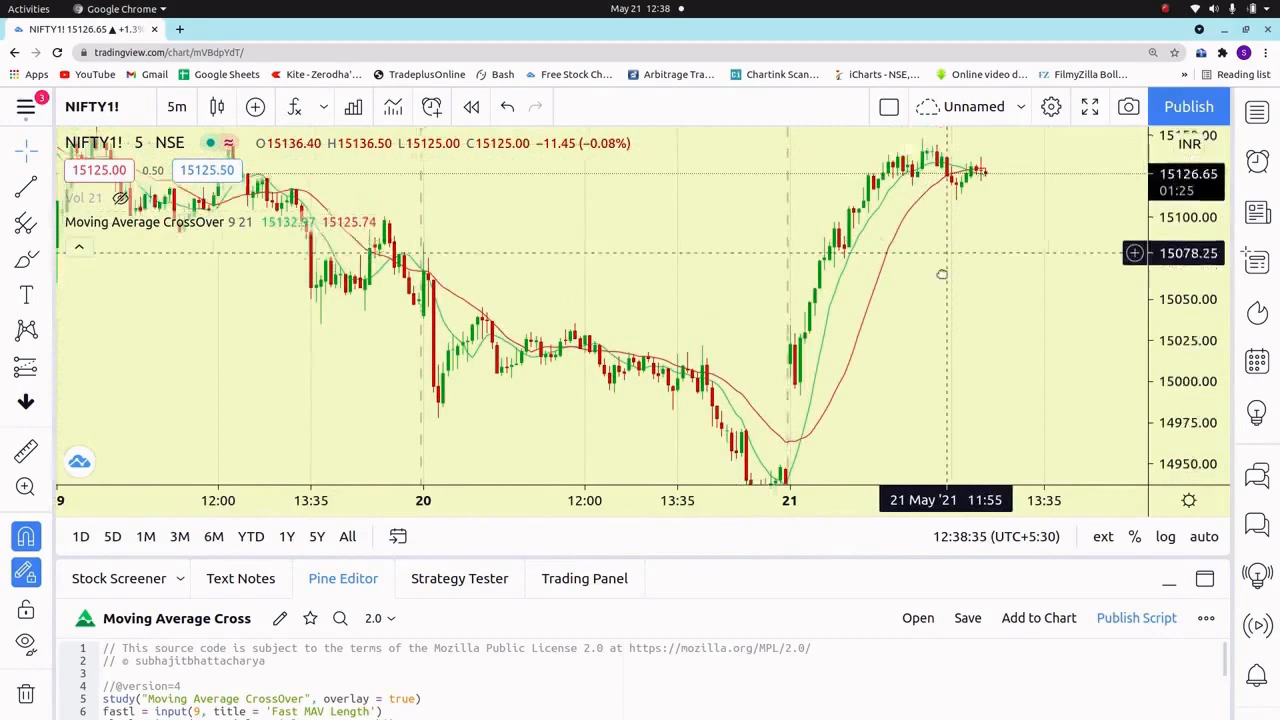 Activities Google Chrome May 21 12:38
NIFTY1! 15126.65 ▲ +1.3%
tradingview.com/chart/mVBdpYdT/
Apps YouTube Gmail Google Sheets Kite - Zerodha'... TradeplusOnline Bash Free Stock Ch... Arbitrage Tra... Chartink Scan... iCharts - NSE,... Online video d... FilmyZilla Boll... » Reading list
3
NIFTY1! 5m Unnamed Publish
NIFTY1! · 5 · NSE O15136.40 H15136.50 L15125.00 C15125.00 −11.45 (−0.08%)
15125.00 0.50 15125.50
Vol 21
Moving Average CrossOver 9 21 15132.97 15125.74
15150.00
INR
15126.65
01:25
15100.00
15078.25
15050.00
15025.00
15000.00
14975.00
14950.00
9 12:00 13:35 20 12:00 13:35 21 21 May '21 11:55 13:35
1D 5D 1M 3M 6M YTD 1Y 5Y All 12:38:35 (UTC+5:30) ext % log auto
Stock Screener Text Notes Pine Editor Strategy Tester Trading Panel
Moving Average Cross 2.0 Open Save Add to Chart Publish Script
1 // This source code is subject to the terms of the Mozilla Public License 2.0 at https://mozilla.org/MPL/2.0/
2 // © subhajitbhattacharya
3
4 //@version=4
5 study("Moving Average CrossOver", overlay = true)
6 fastl = input(9, title = 'Fast MAV Length')